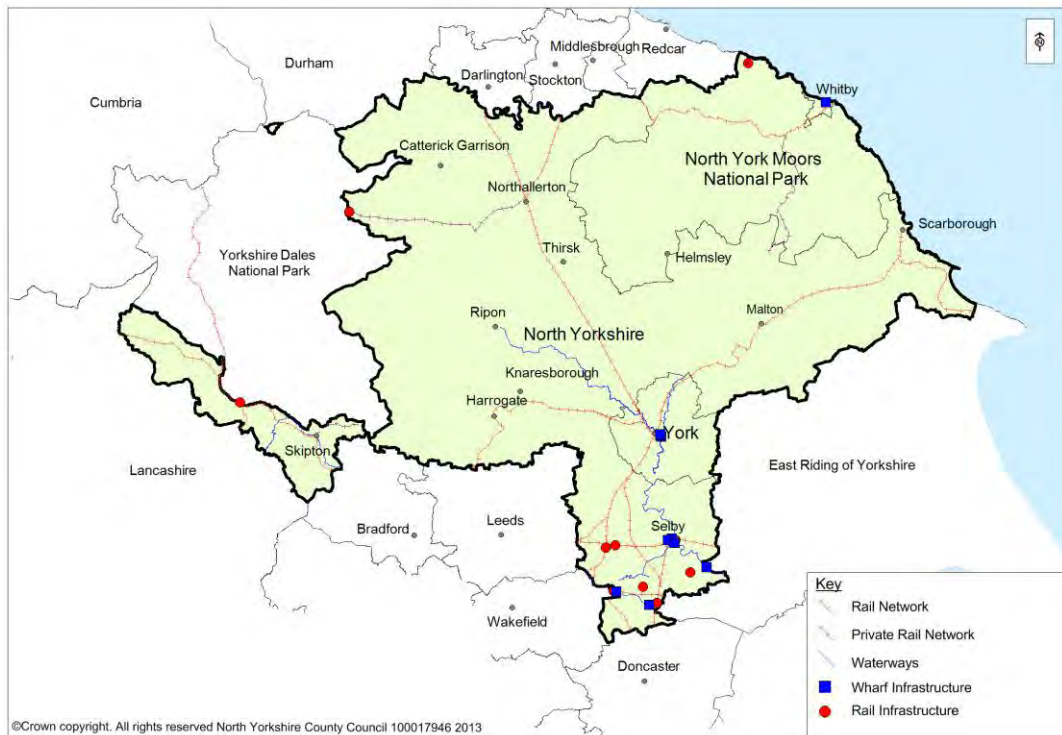 Middlesbrough
Redcar
Durham
Darlington
Stockton
Cumbria
Whitby
Catterick Garrison
North York Moors
National Park
Northallerton
Scarborough
Thirsk
Helmsley
Yorkshire Dales
National Park
Ripon
North Yorkshire
Malton
Knaresborough
Harrogate
York
Skipton
Lancashire
East Riding of Yorkshire
Bradford
Leeds
Selby
Wakefield
Doncaster
Key
Rail Network
Private Rail Network
Waterways
Wharf Infrastructure
Rail Infrastructure
©Crown copyright. All rights reserved North Yorkshire County Council 100017946 2013